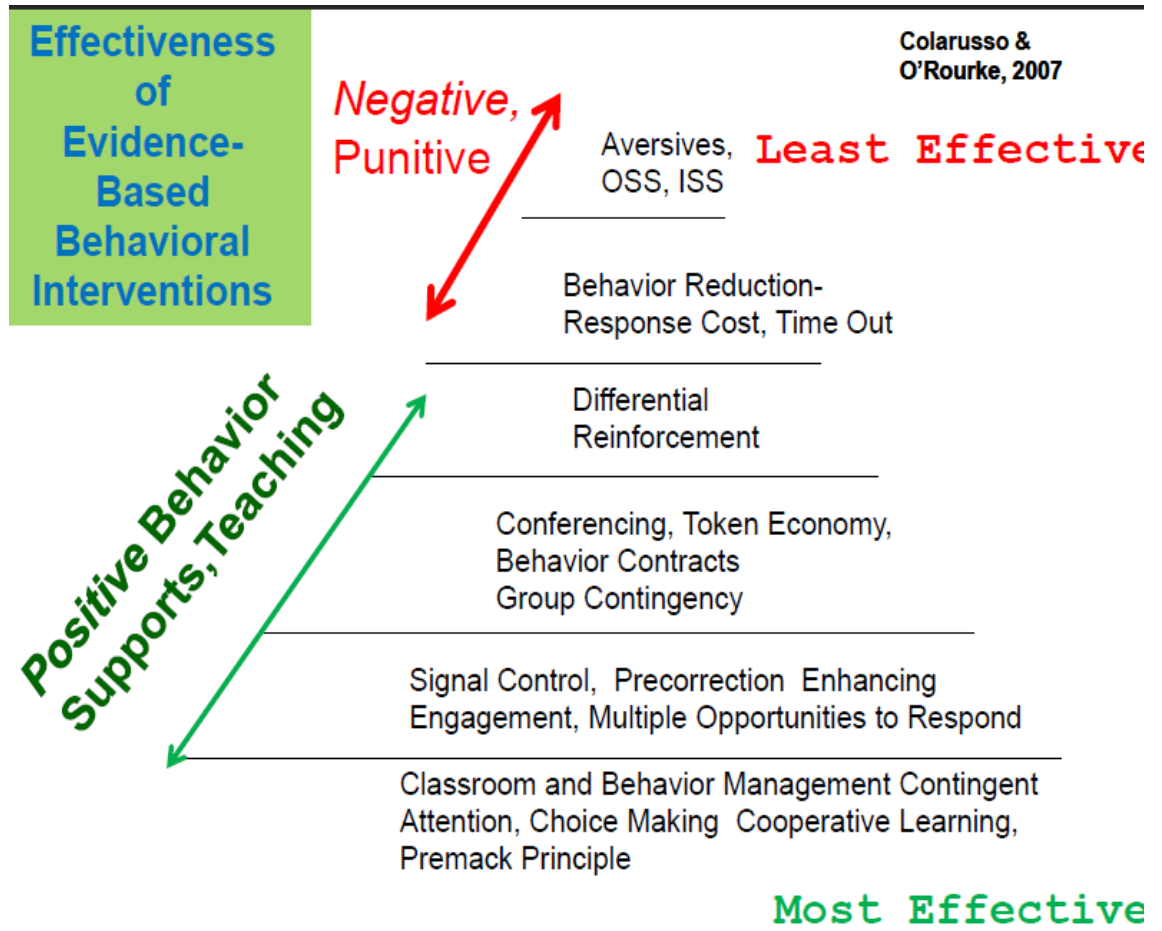 Effectiveness
of
Evidence-
Based
Behavioral
Interventions
Colarusso &
O'Rourke, 2007
Negative,
Punitive
Aversives,
OSS, ISS
Least Effective
Behavior Reduction-
Response Cost, Time Out
Differential
Reinforcement
Positive Behavior
Supports, Teaching
Conferencing, Token Economy,
Behavior Contracts
Group Contingency
Signal Control, Precorrection Enhancing
Engagement, Multiple Opportunities to Respond
Classroom and Behavior Management Contingent
Attention, Choice Making Cooperative Learning,
Premack Principle
Most Effective